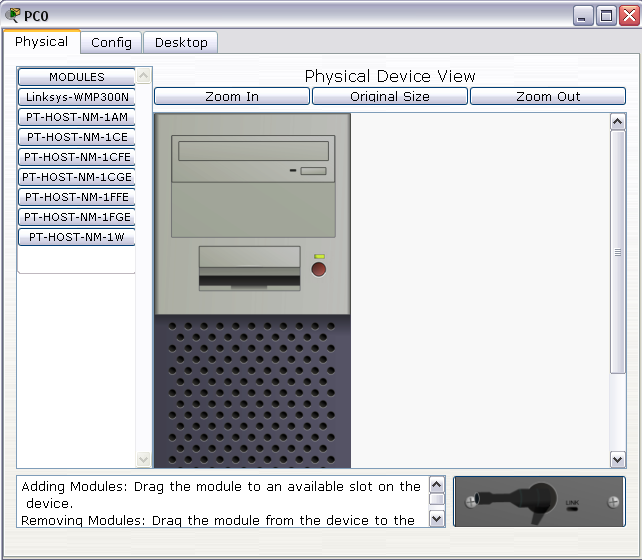 PC0
Physical Config Desktop
MODULES
Linksys-WMP300N
PT-HOST-NM-1AM
PT-HOST-NM-1CE
PT-HOST-NM-1CFE
PT-HOST-NM-1CGE
PT-HOST-NM-1FFE
PT-HOST-NM-1FGE
PT-HOST-NM-1W
Physical Device View
Zoom In Original Size Zoom Out
Adding Modules: Drag the module to an available slot on the
device.
Removing Modules: Drag the module from the device to the
LINK